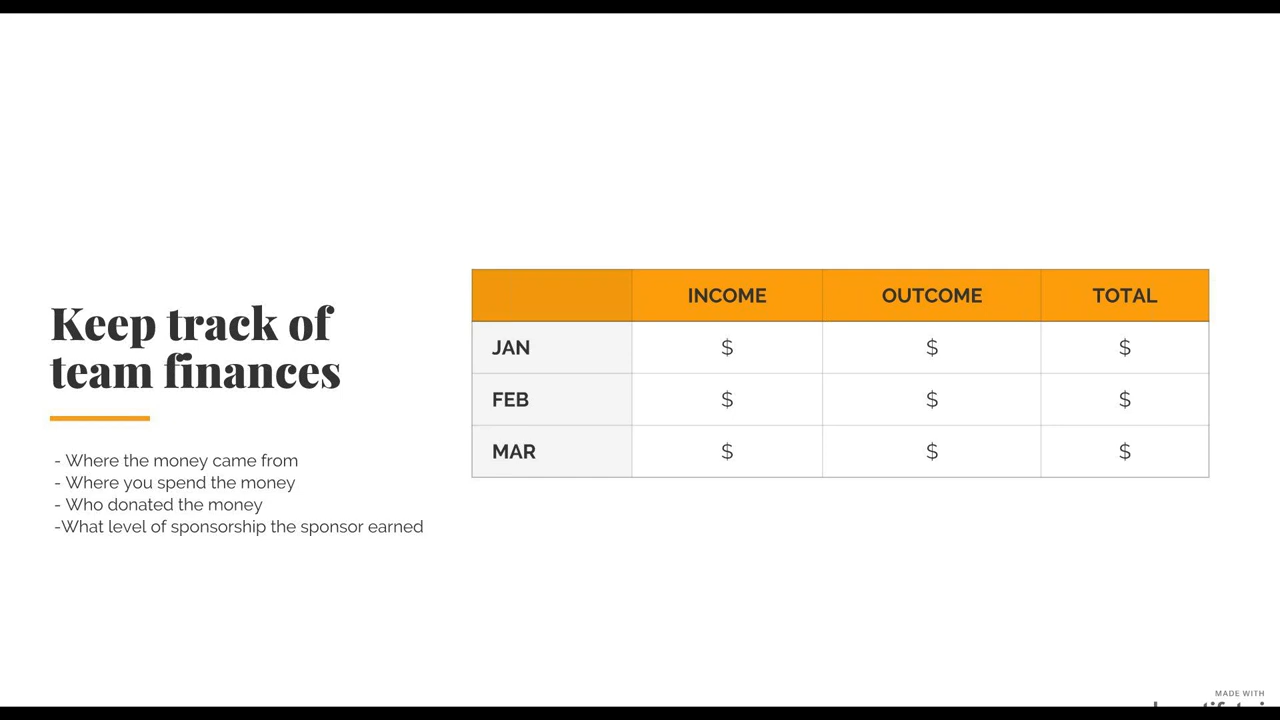 Keep track of
team finances
- Where the money came from
- Where you spend the money
- Who donated the money
-What level of sponsorship the sponsor earned
INCOME OUTCOME TOTAL
JAN $ $ $
FEB $ $ $
MAR $ $ $
MADE WITH